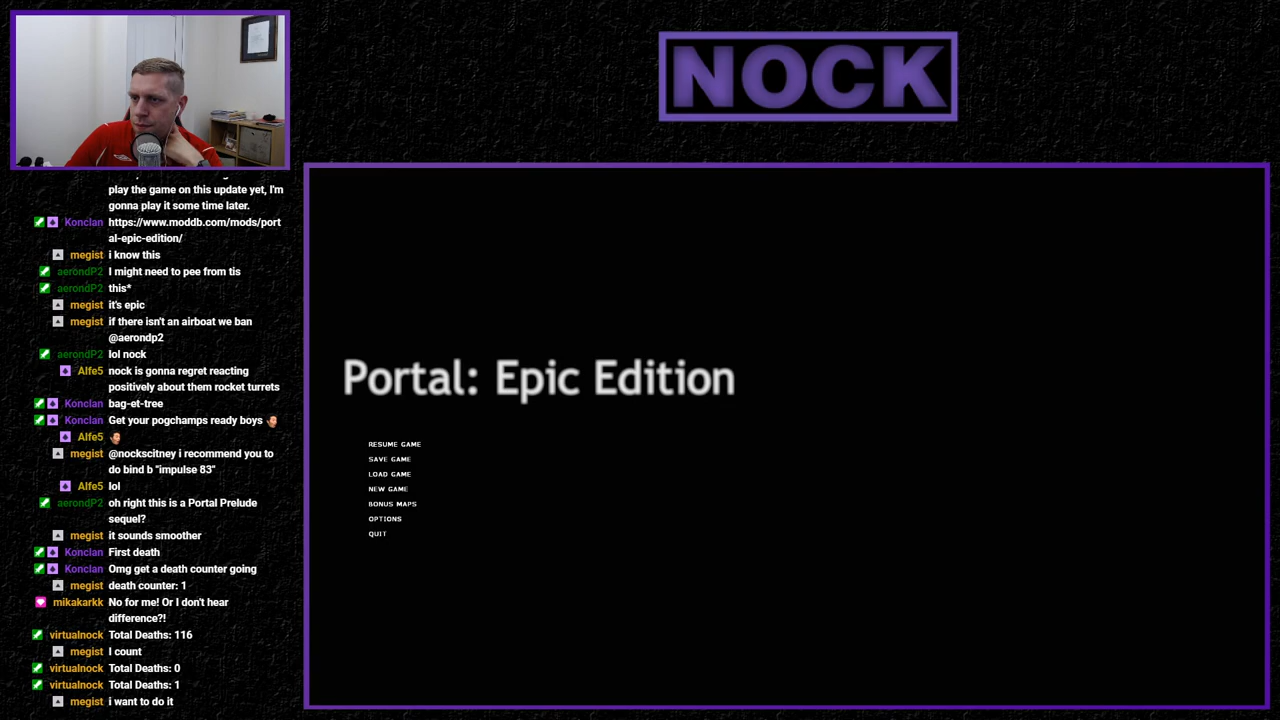 NOCK
play the game on this update yet, I'm
gonna play it some time later.
Konclan https://www.moddb.com/mods/port
al-epic-edition/
megist i know this
aerondP2 I might need to pee from tis
aerondP2 this*
megist it's epic
megist if there isn't an airboat we ban
@aerondp2
aerondP2 lol nock
Alfe5 nock is gonna regret reacting
positively about them rocket turrets
Konclan bag-et-tree
Konclan Get your pogchamps ready boys
Alfe5
megist @nockscitney i recommend you to
do bind b "impulse 83"
Alfe5 lol
aerondP2 oh right this is a Portal Prelude
sequel?
megist it sounds smoother
Konclan First death
Konclan Omg get a death counter going
megist death counter: 1
mikakarkk No for me! Or I don't hear
difference?!
virtualnock Total Deaths: 116
megist I count
virtualnock Total Deaths: 0
virtualnock Total Deaths: 1
megist i want to do it
Portal: Epic Edition
RESUME GAME
SAVE GAME
LOAD GAME
NEW GAME
BONUS MAPS
OPTIONS
QUIT